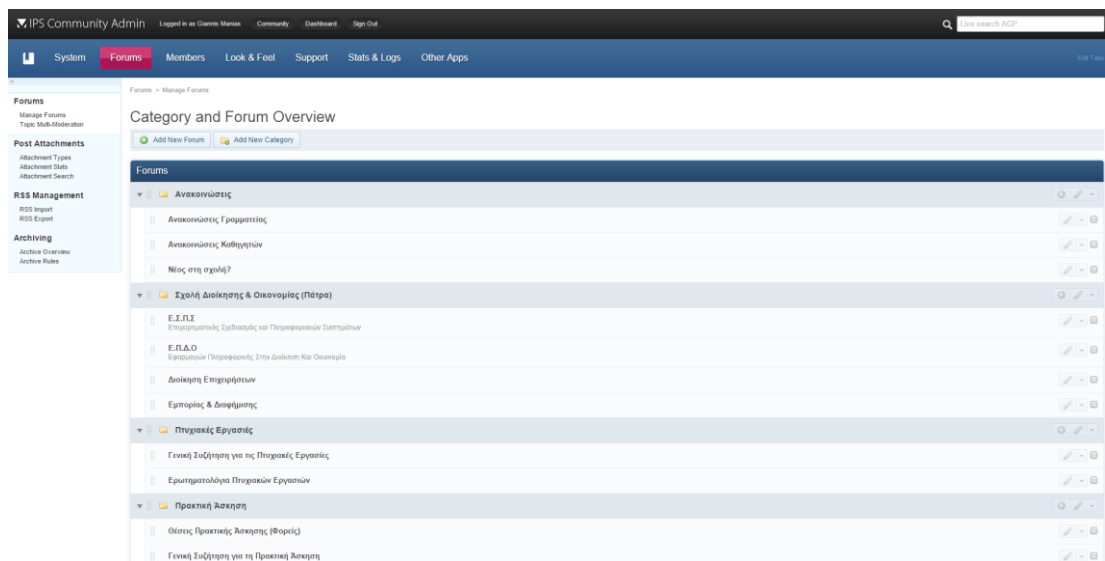 IPS Community Admin Logged in as Giannis Manias Community Dashboard Sign Out Live search ACP...
System Forums Members Look & Feel Support Stats & Logs Other Apps Edit Tabs
Forums > Manage Forums
Forums
Manage Forums
Topic Multi-Moderation
Post Attachments
Attachment Types
Attachment Stats
Attachment Search
RSS Management
RSS Import
RSS Export
Archiving
Archive Overview
Archive Rules
Category and Forum Overview
Add New Forum Add New Category
Forums
Ανακοινώσεις
Ανακοινώσεις Γραμματείας
Ανακοινώσεις Καθηγητών
Νέος στη σχολή?
Σχολή Διοίκησης & Οικονομίας (Πάτρα)
Ε.Σ.Π.Σ
Επιχειρηματικός Σχεδιασμός και Πληροφοριακών Συστημάτων
Ε.Π.Δ.Ο
Εφαρμογών Πληροφορικής Στην Διοίκηση Και Οικονομία
Διοίκηση Επιχειρήσεων
Εμπορίας & Διαφήμισης
Πτυχιακές Εργασιές
Γενική Συζήτηση για τις Πτυχιακές Εργασίες
Ερωτηματολόγια Πτυχιακών Εργασιών
Πρακτική Άσκηση
Θέσεις Πρακτικής Άσκησης (Φορείς)
Γενική Συζήτηση για τη Πρακτική Άσκηση